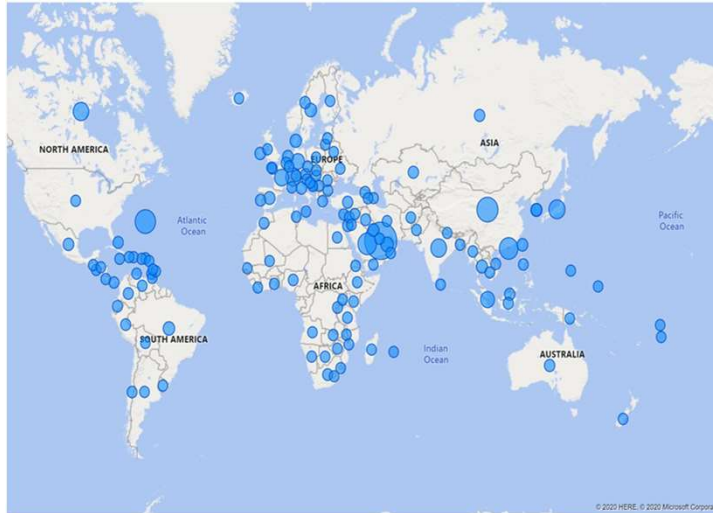 NORTH AMERICA
EUROPE
ASIA
Atlantic
Ocean
Pacific
Ocean
AFRICA
SOUTH AMERICA
Indian
Ocean
AUSTRALIA
© 2020 HERE, © 2020 Microsoft Corpora